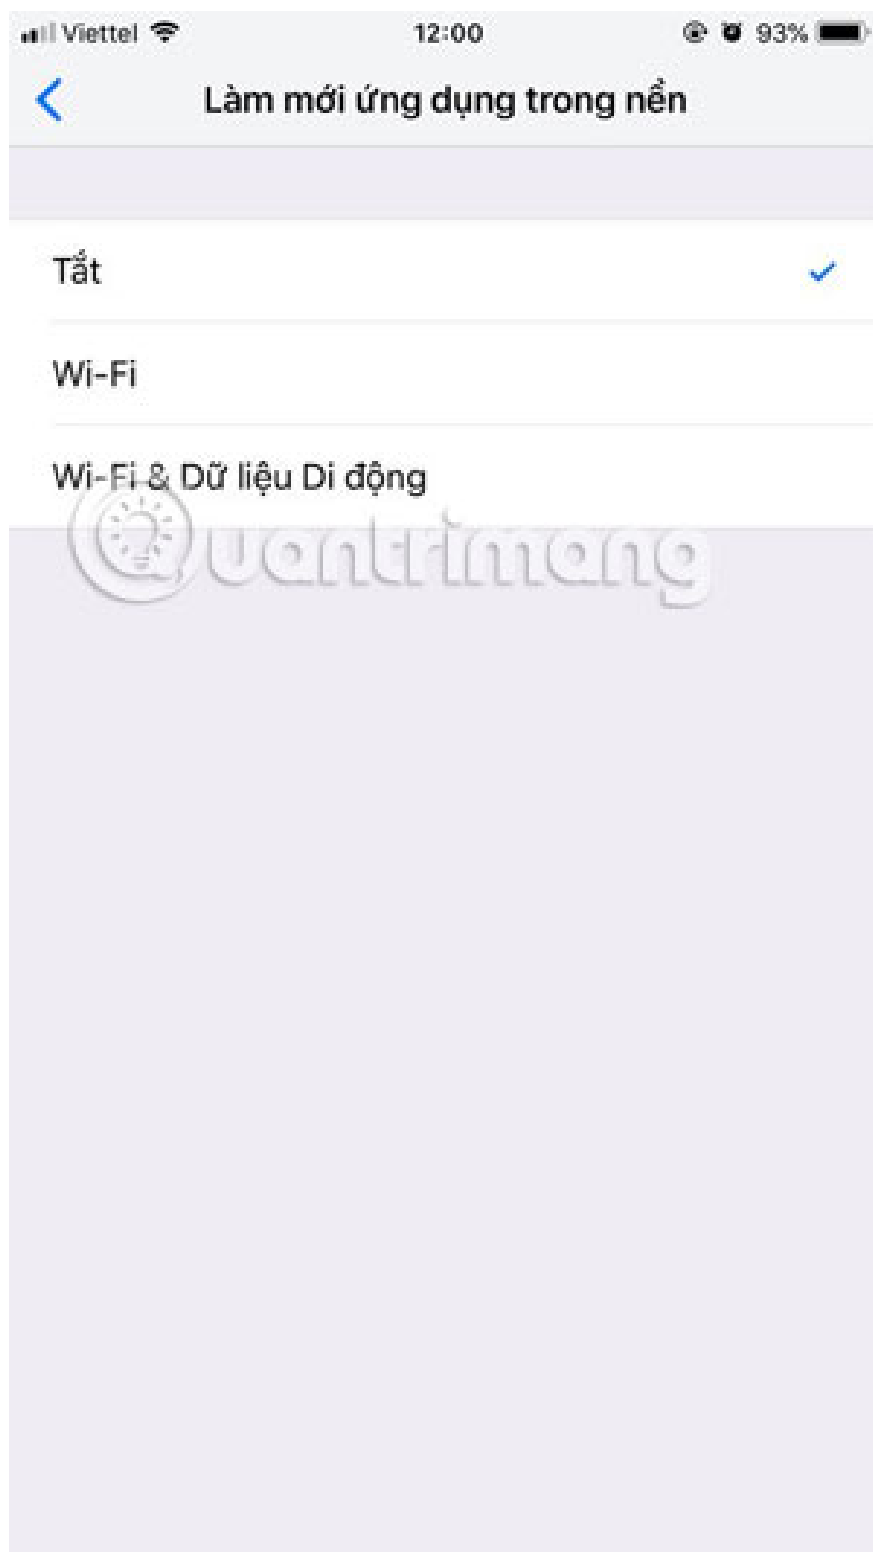 Viettel 12:00 93%
Làm mới ứng dụng trong nền
Tắt
Wi-Fi
Wi-Fi & Dữ liệu Di động
Quantrimang